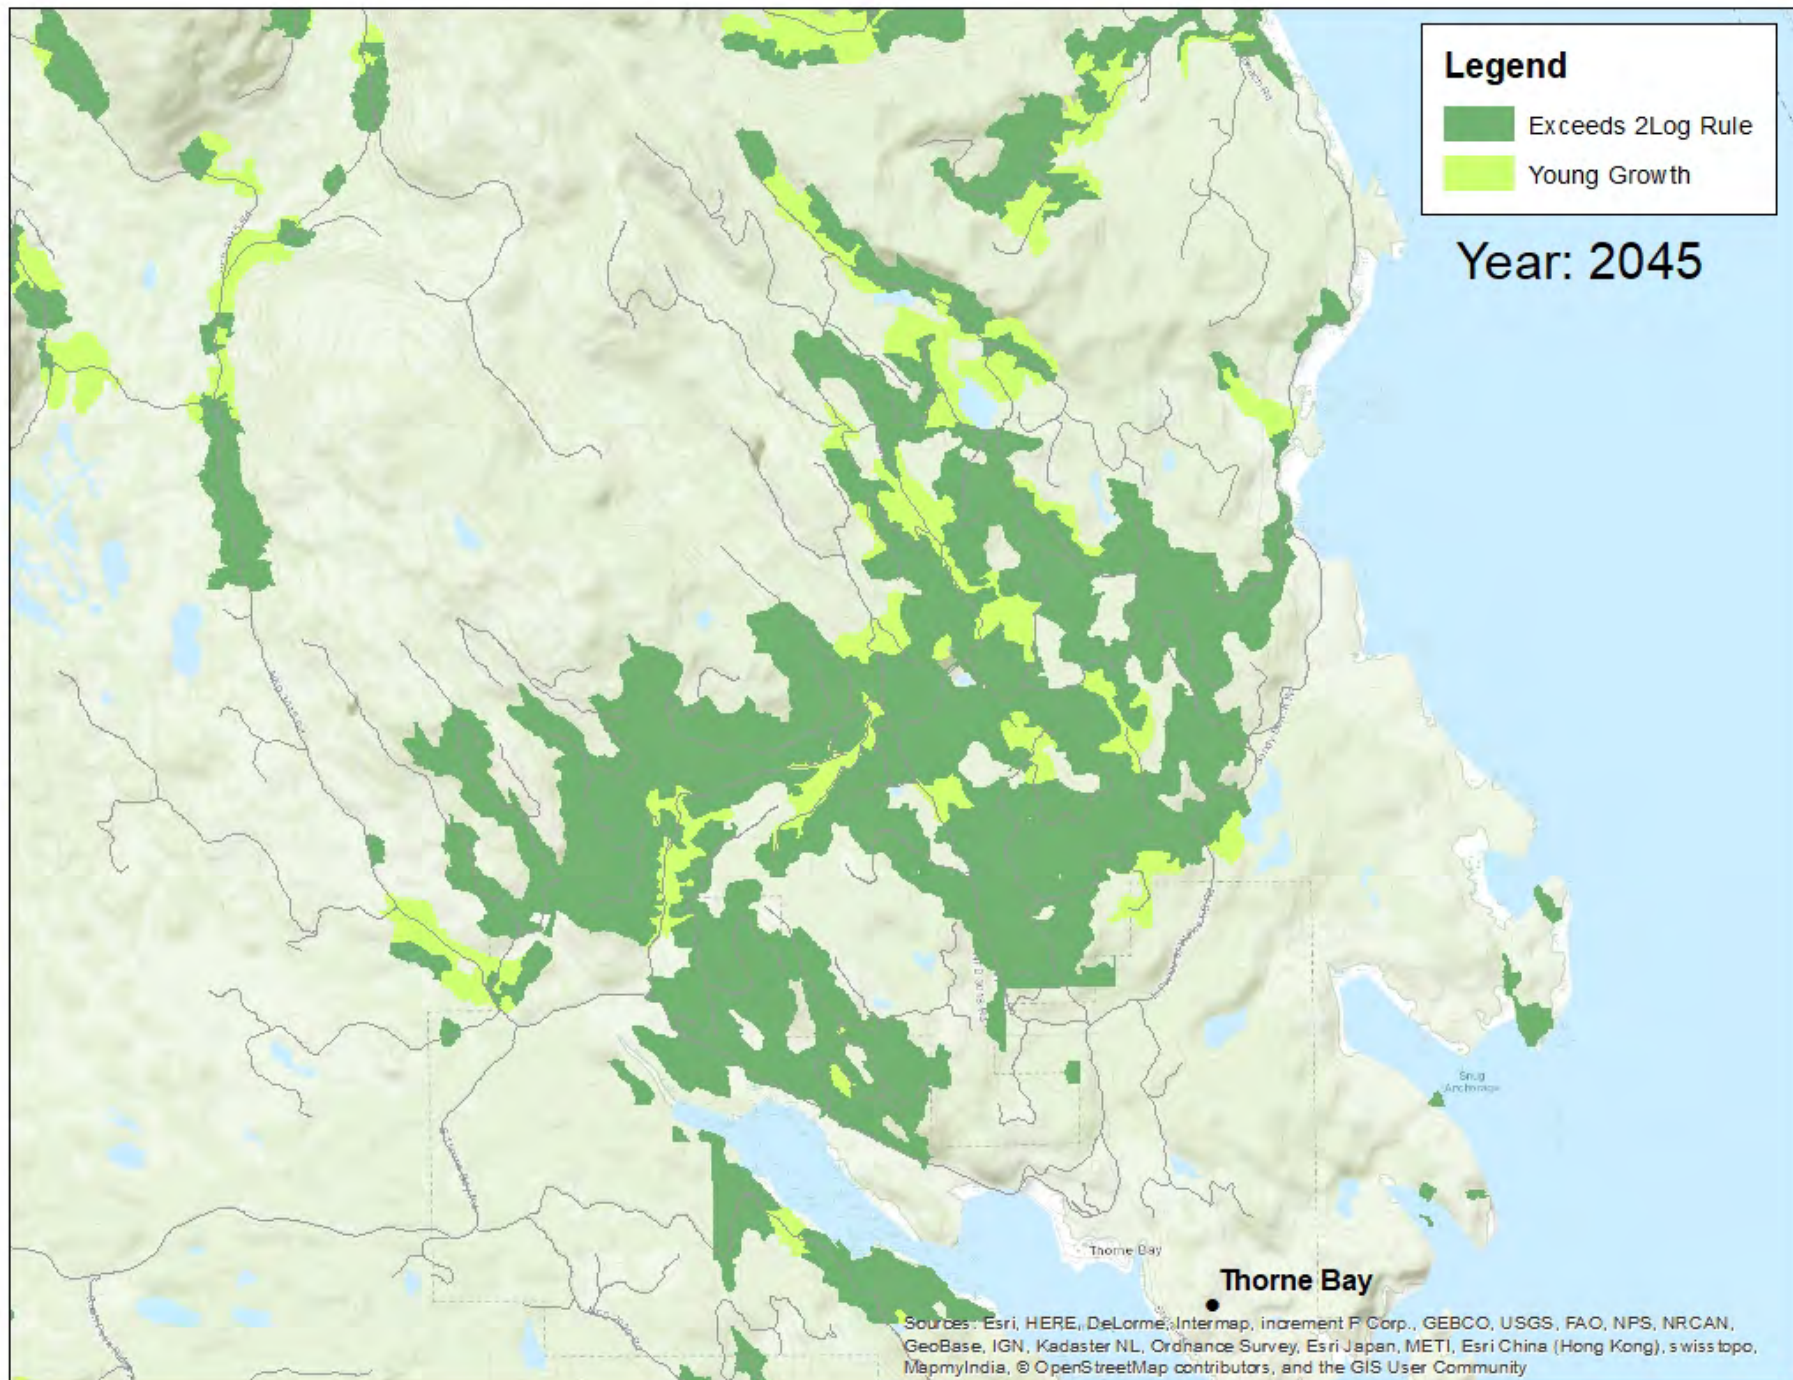 Legend
Exceeds 2Log Rule
Young Growth
Year: 2045
Snug
Anchorage
Thorne Bay
Thorne Bay
Sources: Esri, HERE, DeLorme, Intermap, increment P Corp., GEBCO, USGS, FAO, NPS, NRCAN,
GeoBase, IGN, Kadaster NL, Ordnance Survey, Esri Japan, METI, Esri China (Hong Kong), swisstopo,
MapmyIndia, © OpenStreetMap contributors, and the GIS User Community